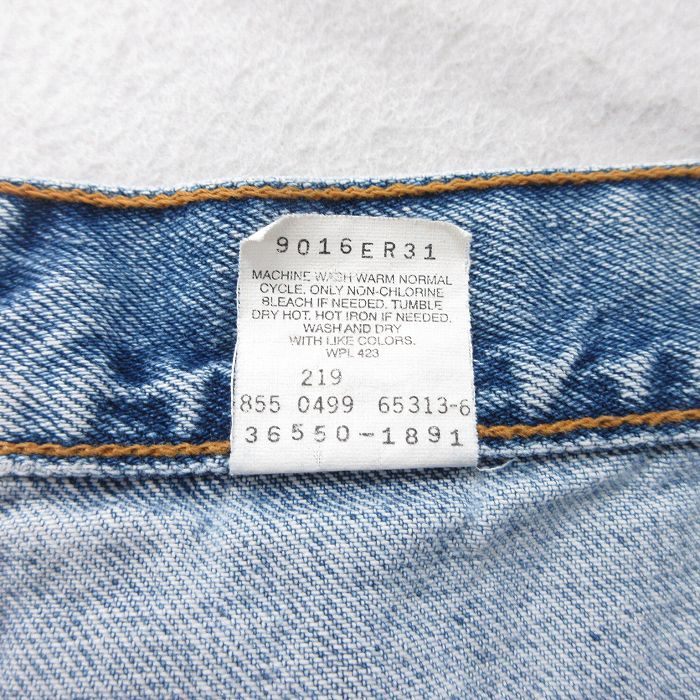 9016ER31
MACHINE WASH WARM NORMAL
CYCLE. ONLY NON-CHLORINE
BLEACH IF NEEDED. TUMBLE
DRY HOT. HOT IRON IF NEEDED.
WASH AND DRY
WITH LIKE COLORS.
WPL 423
219
855 0499 65313-6
36550-1891